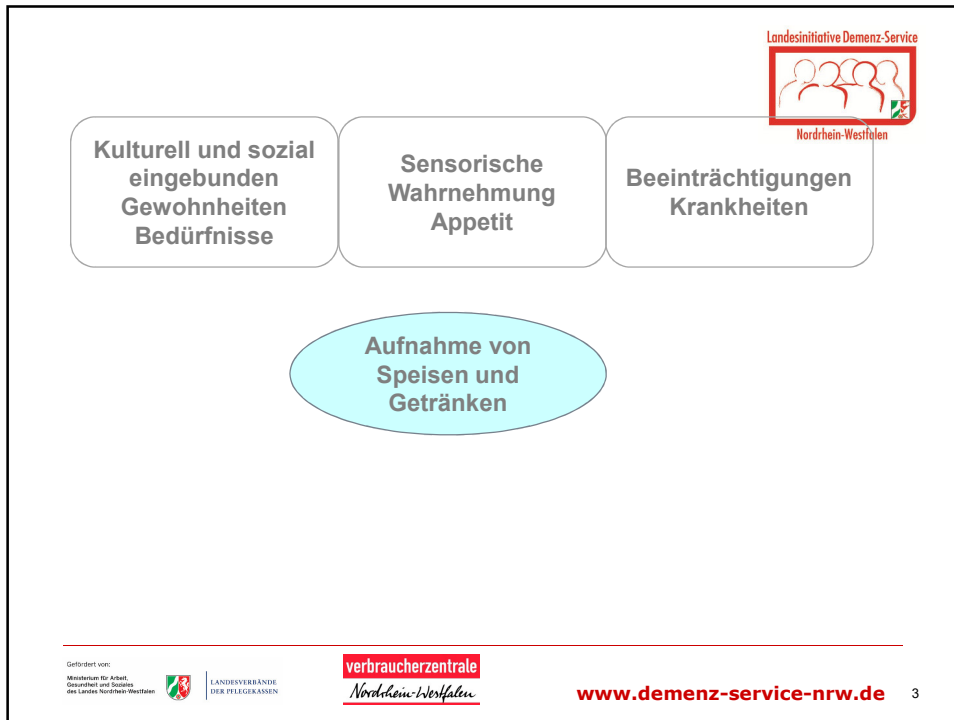 Landesinitiative Demenz-Service
Nordrhein-Westfalen
Kulturell und sozial
eingebunden
Gewohnheiten
Bedürfnisse
Sensorische
Wahrnehmung
Appetit
Beeinträchtigungen
Krankheiten
Aufnahme von
Speisen und
Getränken
Gefördert von:
Ministerium für Arbeit,
Gesundheit und Soziales
des Landes Nordrhein-Westfalen
LANDESVERBÄNDE
DER PFLEGEKASSEN
verbraucherzentrale
Nordrhein-Westfalen
www.demenz-service-nrw.de
3